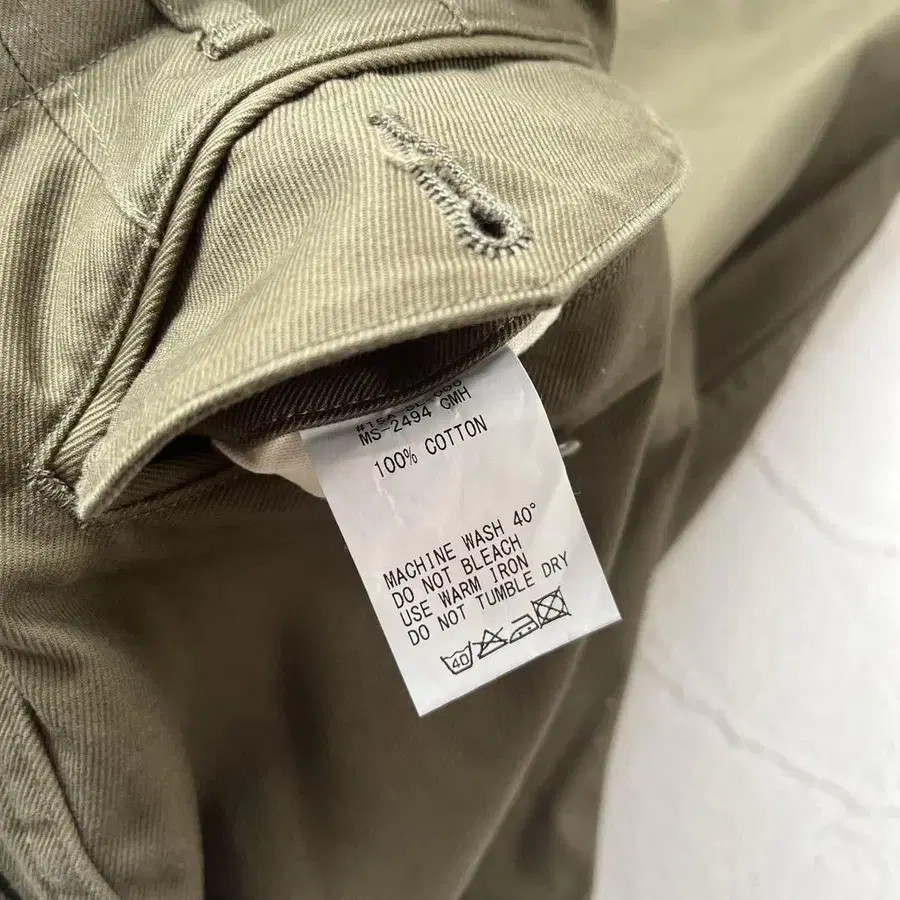 MS-2494 CMH
100% COTTON
MACHINE WASH 40°
DO NOT BLEACH
USE WARM IRON
DO NOT TUMBLE DRY
40